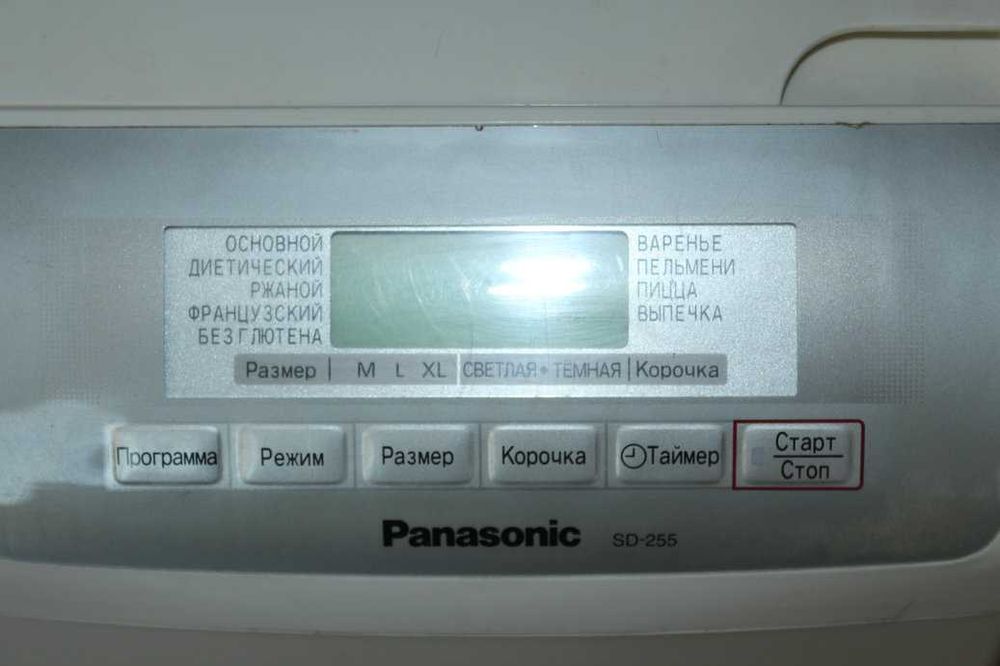 ОСНОВНОЙ
ДИЕТИЧЕСКИЙ
РЖАНОЙ
ФРАНЦУЗСКИЙ
БЕЗ ГЛЮТЕНА
ВАРЕНЬЕ
ПЕЛЬМЕНИ
ПИЦЦА
ВЫПЕЧКА
Размер | M L XL | СВЕТЛАЯ • ТЕМНАЯ | Корочка
Программа
Режим
Размер
Корочка
Таймер
Старт
Стоп
Panasonic SD-255